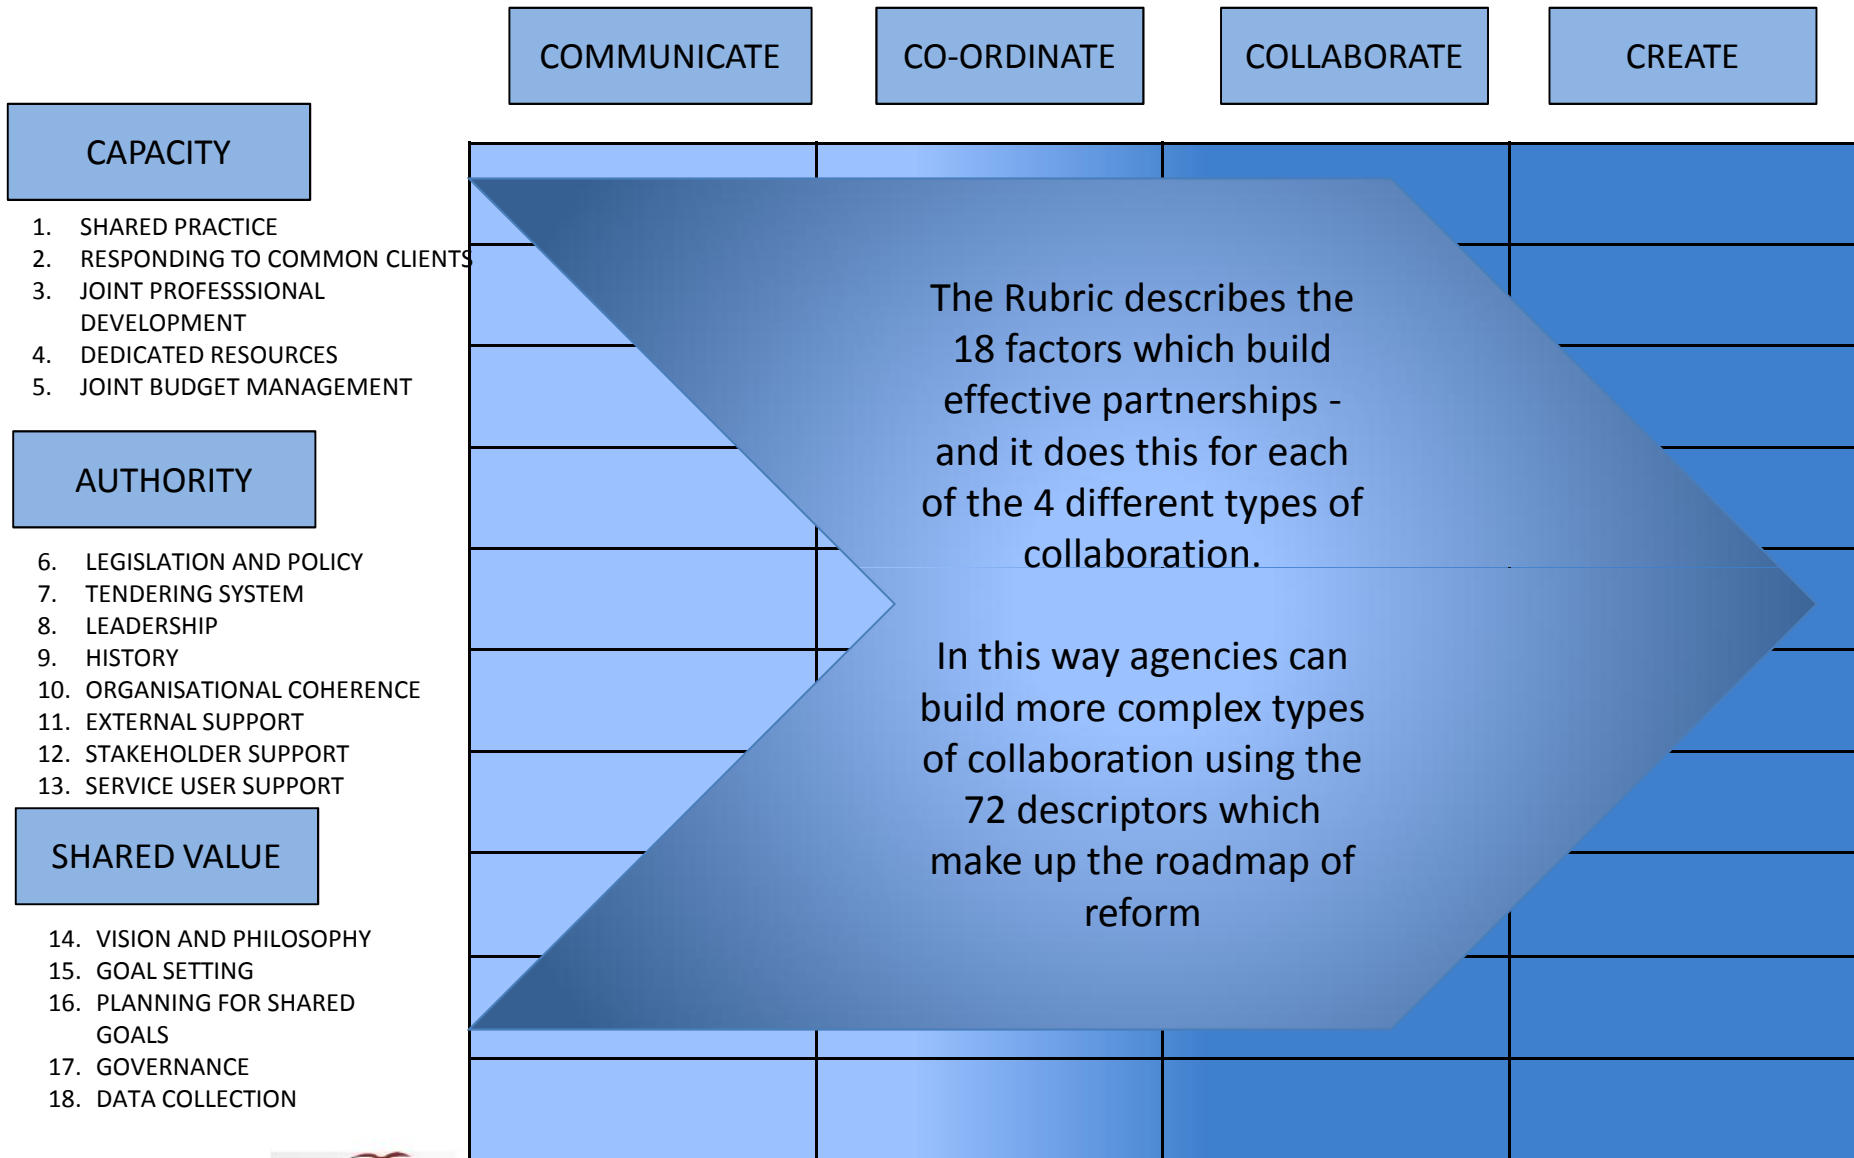 COMMUNICATE
CO-ORDINATE
COLLABORATE
CREATE
CAPACITY
1. SHARED PRACTICE
2. RESPONDING TO COMMON CLIENTS
3. JOINT PROFESSSIONAL
DEVELOPMENT
4. DEDICATED RESOURCES
5. JOINT BUDGET MANAGEMENT
AUTHORITY
6. LEGISLATION AND POLICY
7. TENDERING SYSTEM
8. LEADERSHIP
9. HISTORY
10. ORGANISATIONAL COHERENCE
11. EXTERNAL SUPPORT
12. STAKEHOLDER SUPPORT
13. SERVICE USER SUPPORT
SHARED VALUE
14. VISION AND PHILOSOPHY
15. GOAL SETTING
16. PLANNING FOR SHARED
GOALS
17. GOVERNANCE
18. DATA COLLECTION
The Rubric describes the
18 factors which build
effective partnerships -
and it does this for each
of the 4 different types of
collaboration.
In this way agencies can
build more complex types
of collaboration using the
72 descriptors which
make up the roadmap of
reform